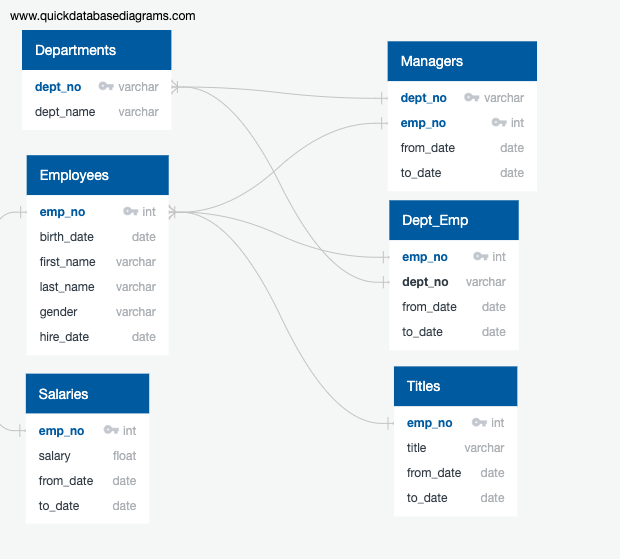 www.quickdatabasediagrams.com
Departments
dept_no varchar
dept_name varchar
Employees
emp_no int
birth_date date
first_name varchar
last_name varchar
gender varchar
hire_date date
Salaries
emp_no int
salary float
from_date date
to_date date
Managers
dept_no varchar
emp_no int
from_date date
to_date date
Dept_Emp
emp_no int
dept_no varchar
from_date date
to_date date
Titles
emp_no int
title varchar
from_date date
to_date date